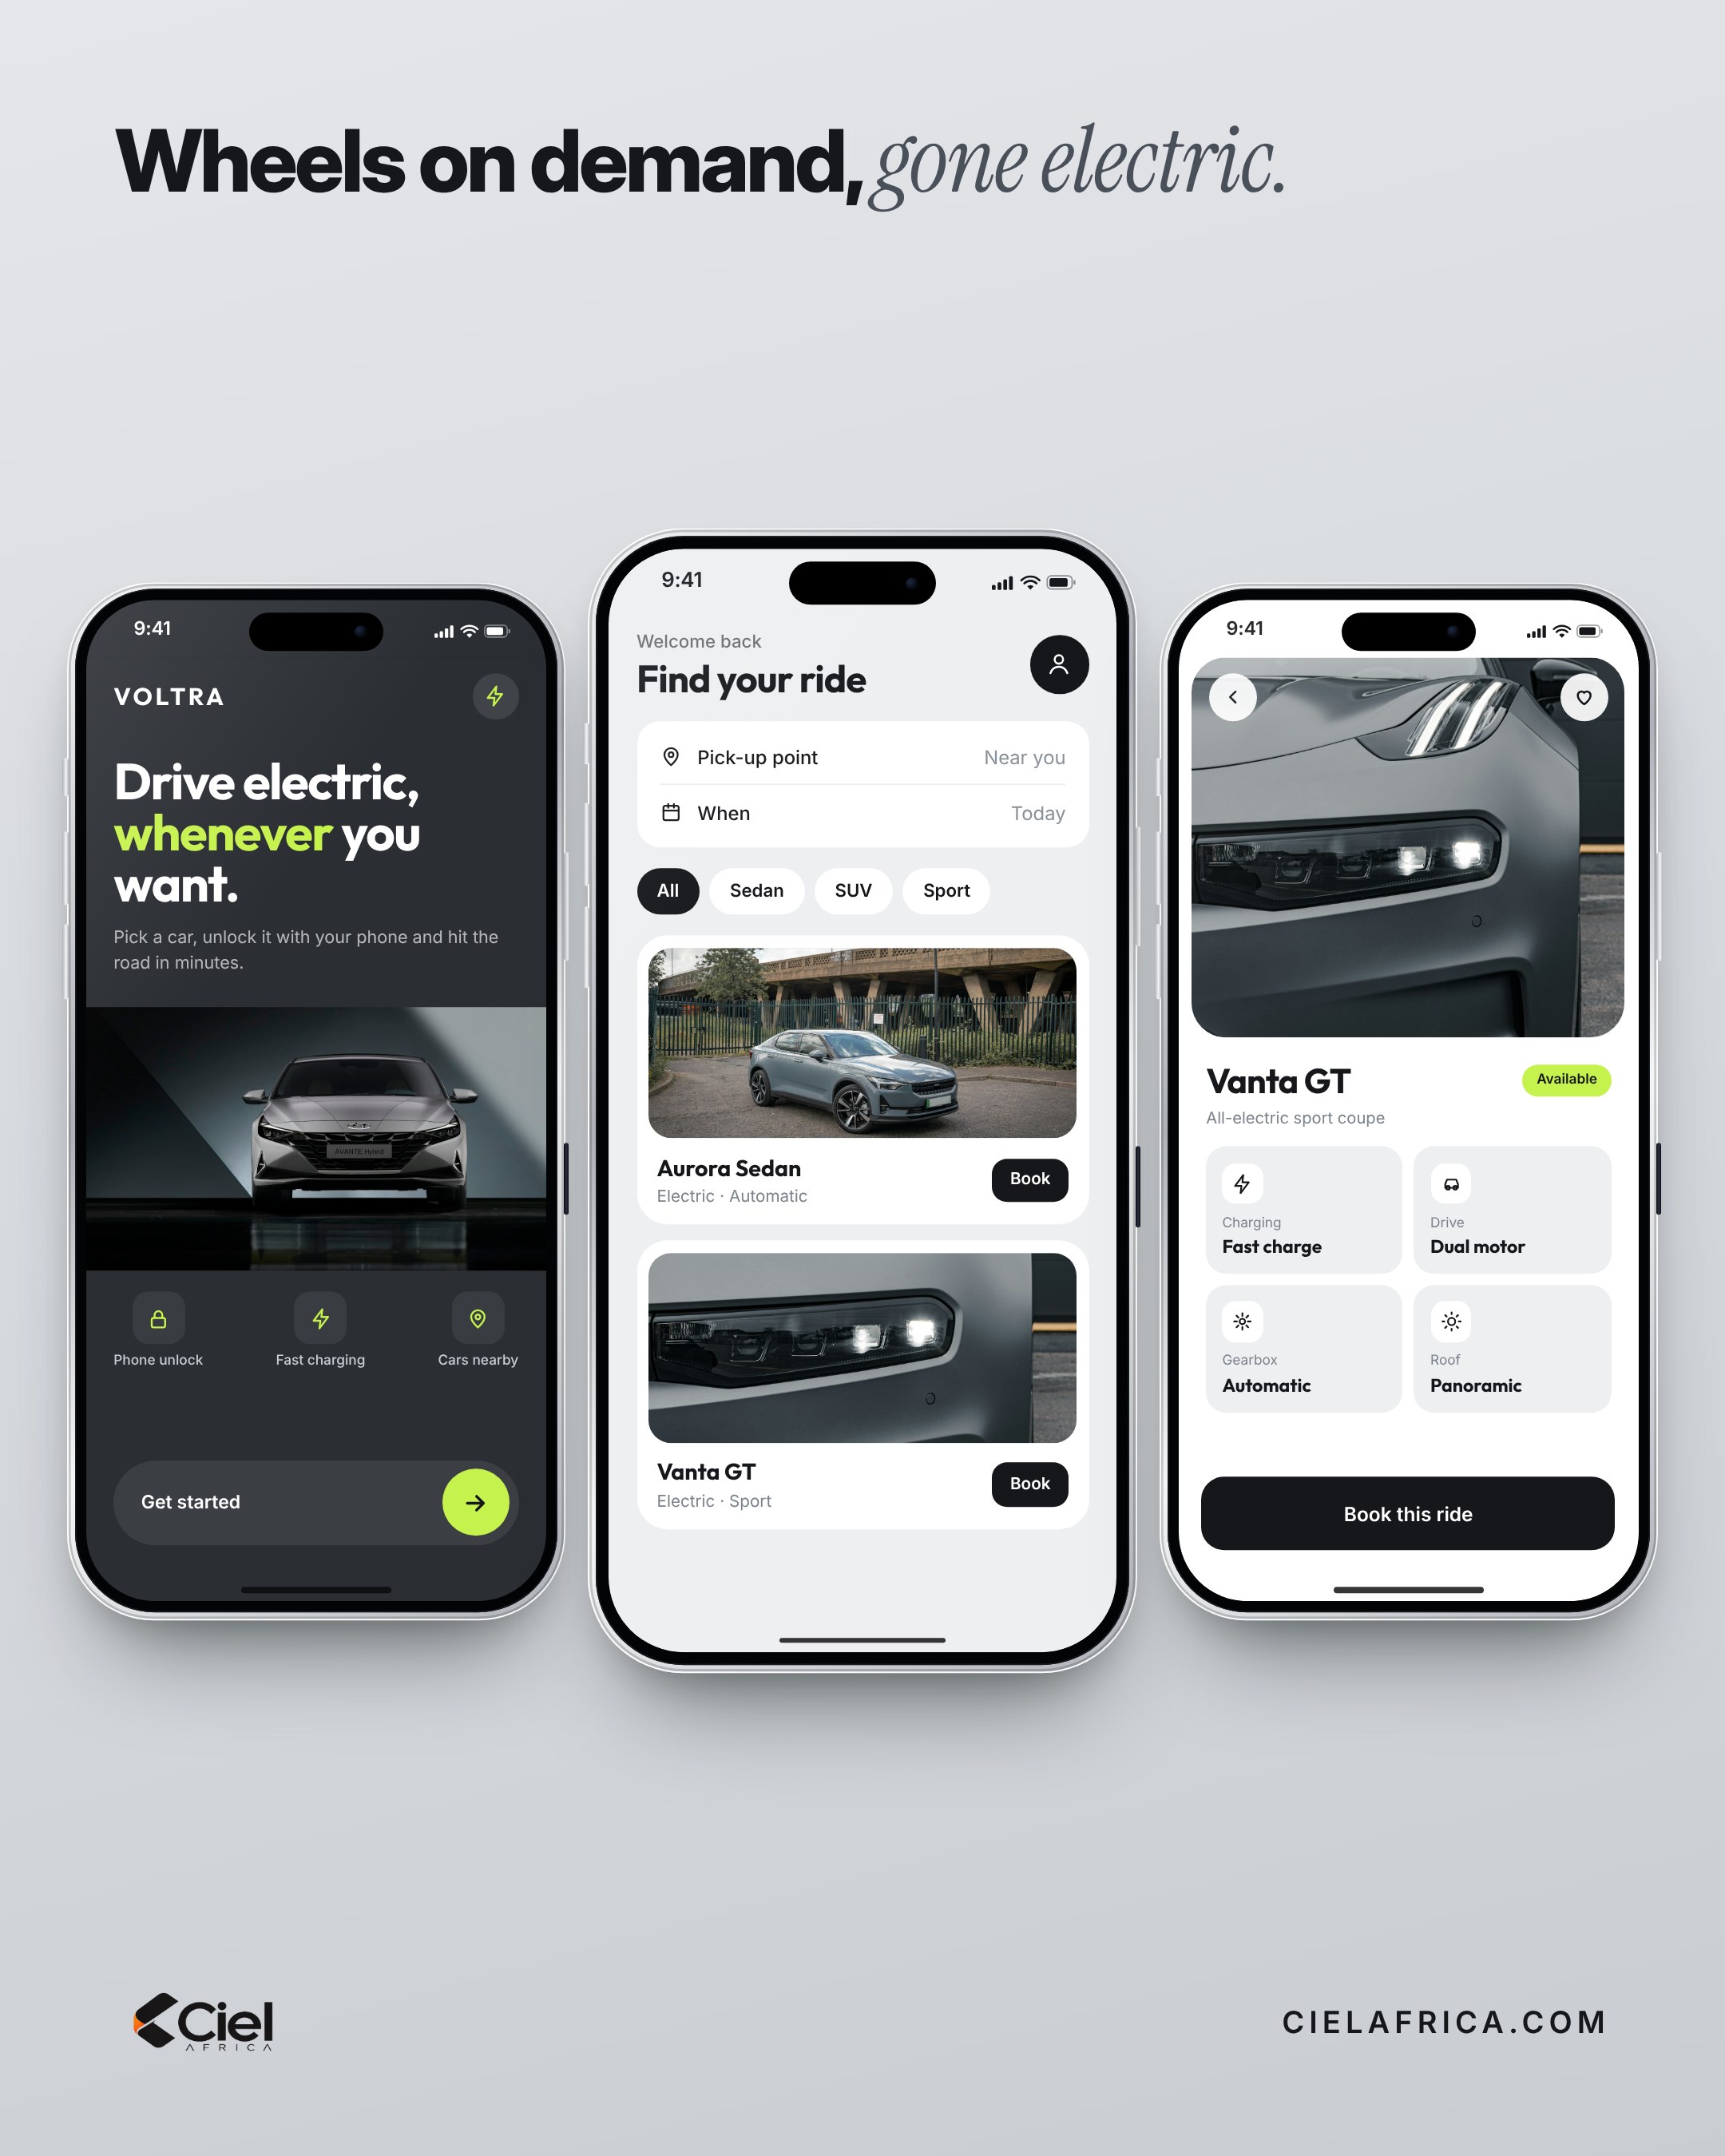 Wheels on demand, gone electric.
9:41
VOLTRA
Drive electric,
whenever you
want.
Pick a car, unlock it with your phone and hit the
road in minutes.
AVANTE Hybrid
Phone unlock
Fast charging
Cars nearby
Get started
9:41
Welcome back
Find your ride
Pick-up point
Near you
When
Today
All
Sedan
SUV
Sport
Aurora Sedan
Electric · Automatic
Book
Vanta GT
Electric · Sport
Book
9:41
Vanta GT
Available
All-electric sport coupe
Charging
Fast charge
Drive
Dual motor
Gearbox
Automatic
Roof
Panoramic
Book this ride
Ciel
AFRICA
CIELAFRICA.COM